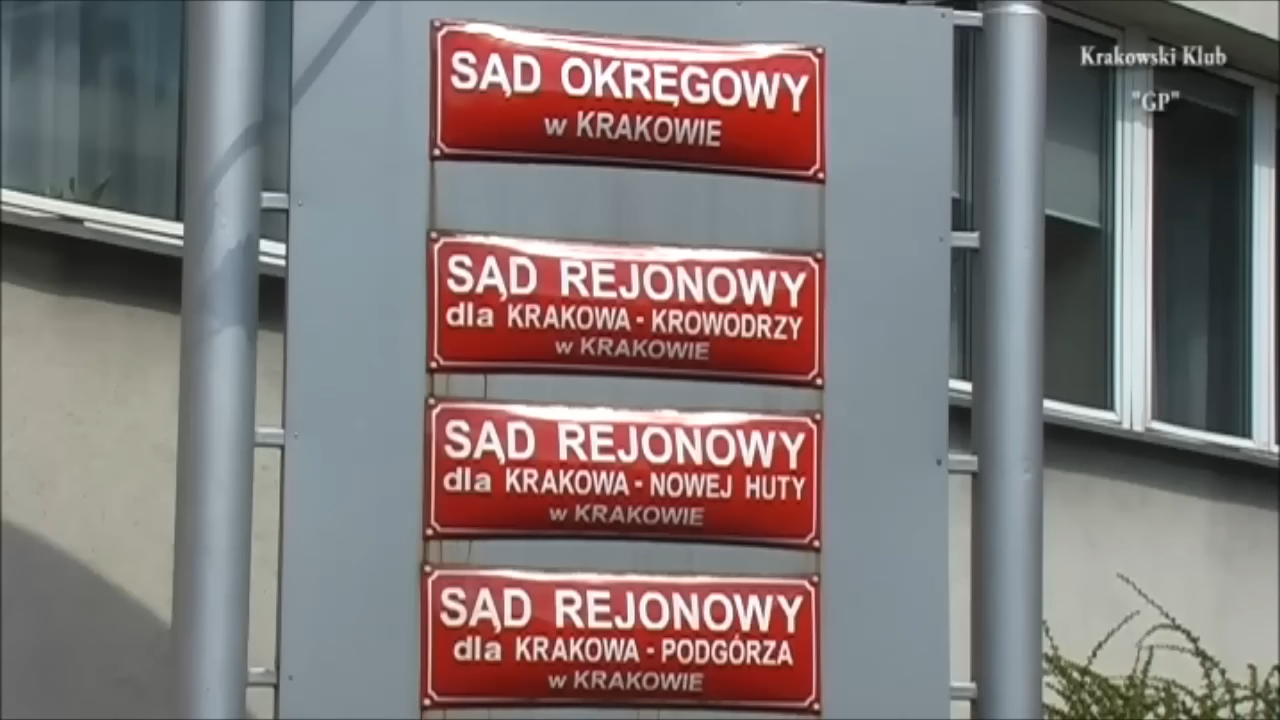 Krakowski Klub
"GP"
SĄD OKRĘGOWY
w KRAKOWIE
SĄD REJONOWY
dla KRAKOWA - KROWODRZY
w KRAKOWIE
SĄD REJONOWY
dla KRAKOWA - NOWEJ HUTY
w KRAKOWIE
SĄD REJONOWY
dla KRAKOWA - PODGÓRZA
w KRAKOWIE